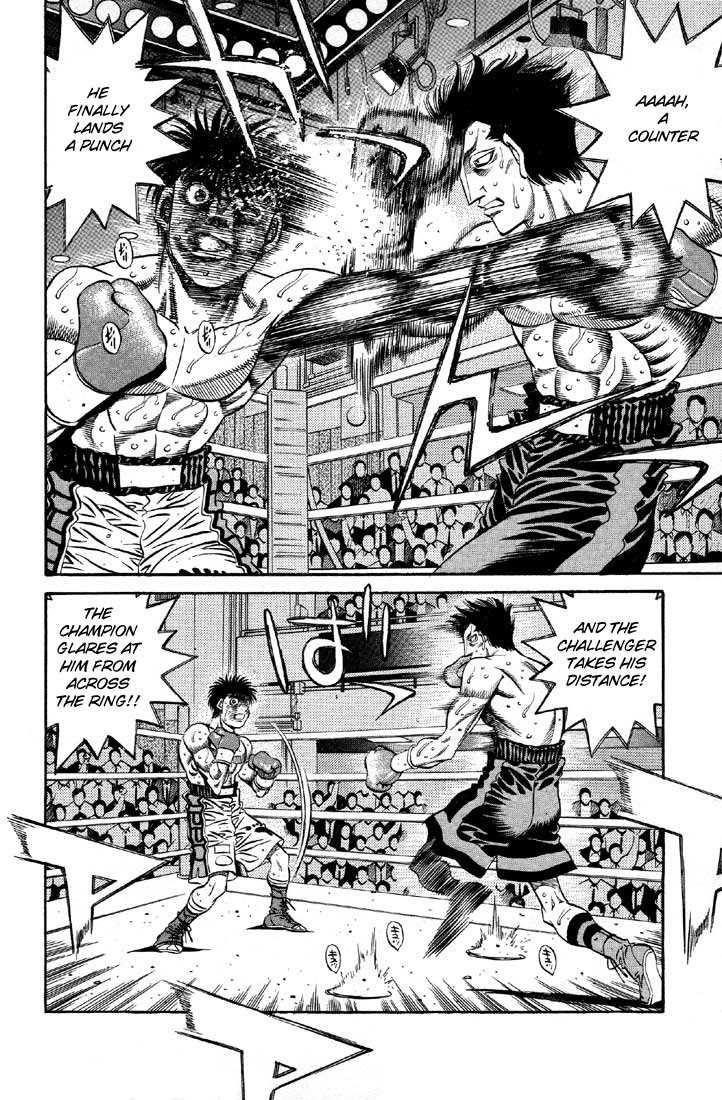 AAAAH,
A
COUNTER
HE
FINALLY
LANDS
A PUNCH
AND THE
CHALLENGER
TAKES HIS
DISTANCE!
THE
CHAMPION
GLARES AT
HIM FROM
ACROSS
THE RING!!